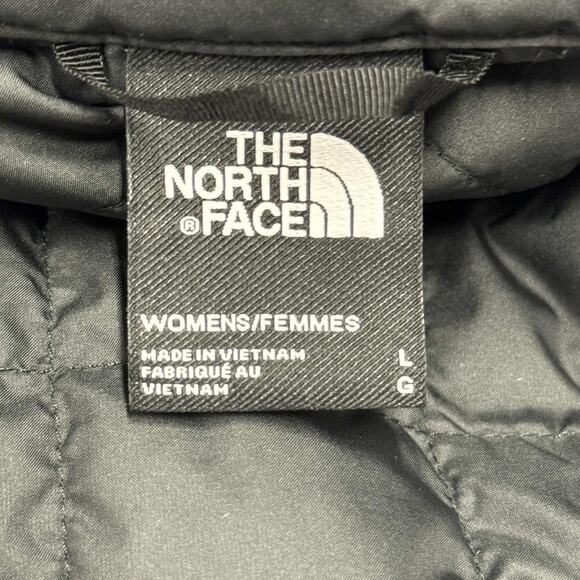 THE
NORTH
® FACE
WOMENS/FEMMES
MADE IN VIETNAM
FABRIQUÉ AU
VIETNAM
L
G